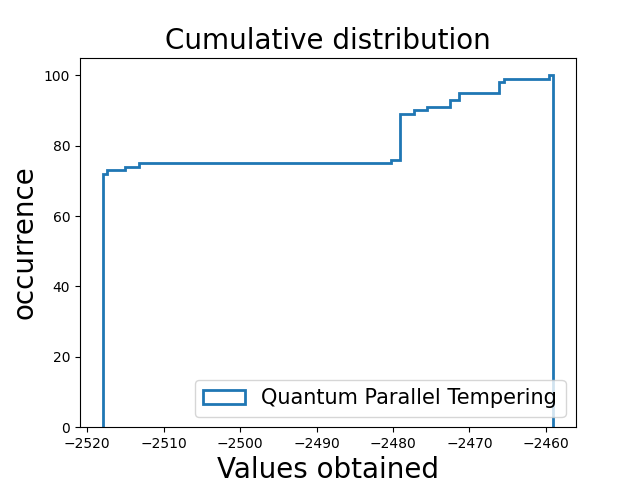 Cumulative distribution
occurrence
100
80
60
40
20
0
Quantum Parallel Tempering
−2520 −2510 −2500 −2490 −2480 −2470 −2460
Values obtained